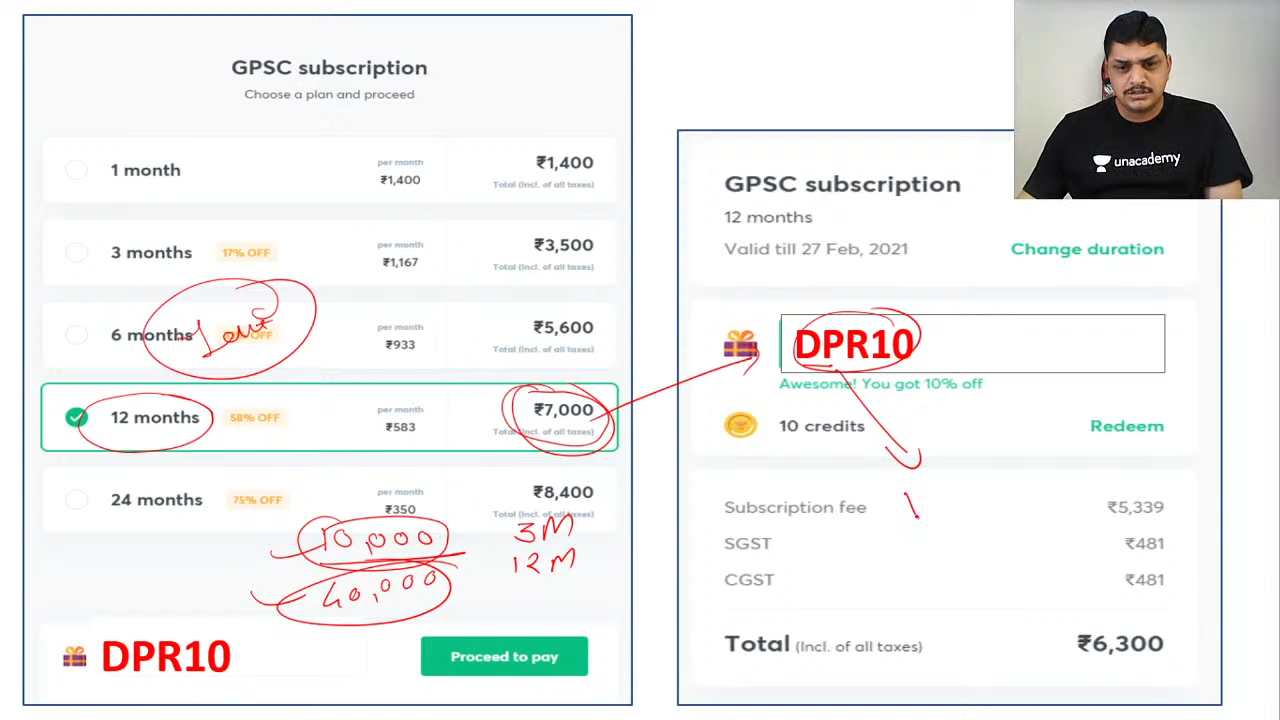 GPSC subscription
Choose a plan and proceed
1 month
per month
₹1,400
₹1,400
Total (Incl. of all taxes)
3 months
17% OFF
per month
₹1,167
₹3,500
Total (Incl. of all taxes)
6 months
OFF
per month
₹933
₹5,600
Total (Incl. of all taxes)
12 months
58% OFF
per month
₹583
₹7,000
Total (Incl. of all taxes)
24 months
75% OFF
per month
₹350
₹8,400
Total (Incl. of all taxes)
10,000
3M
12M
40,000
DPR10
Proceed to pay
unacademy
GPSC subscription
12 months
Valid till 27 Feb, 2021
Change duration
DPR10
Awesome! You got 10% off
10 credits
Redeem
Subscription fee
₹5,339
SGST
₹481
CGST
₹481
Total (Incl. of all taxes)
₹6,300